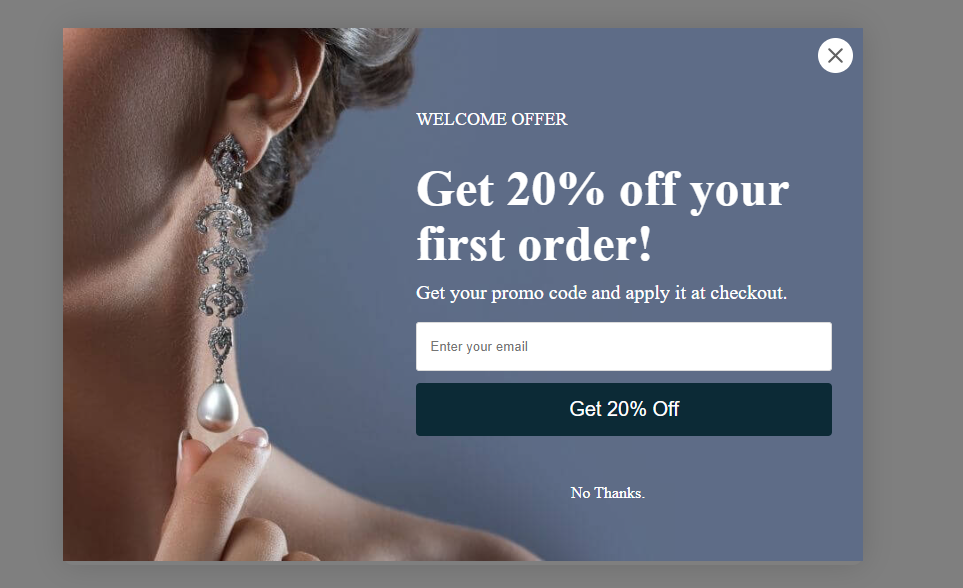 WELCOME OFFER
Get 20% off your
first order!
Get your promo code and apply it at checkout.
Enter your email
Get 20% Off
No Thanks.